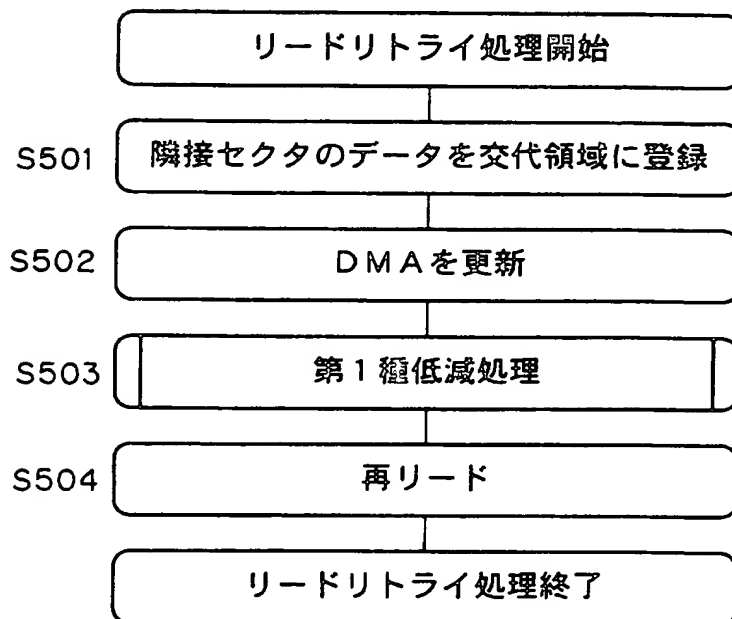 リードリトライ処理開始
S501 隣接セクタのデータを交代領域に登録
S502 DMAを更新
S503 第1種低減処理
S504 再リード
リードリトライ処理終了